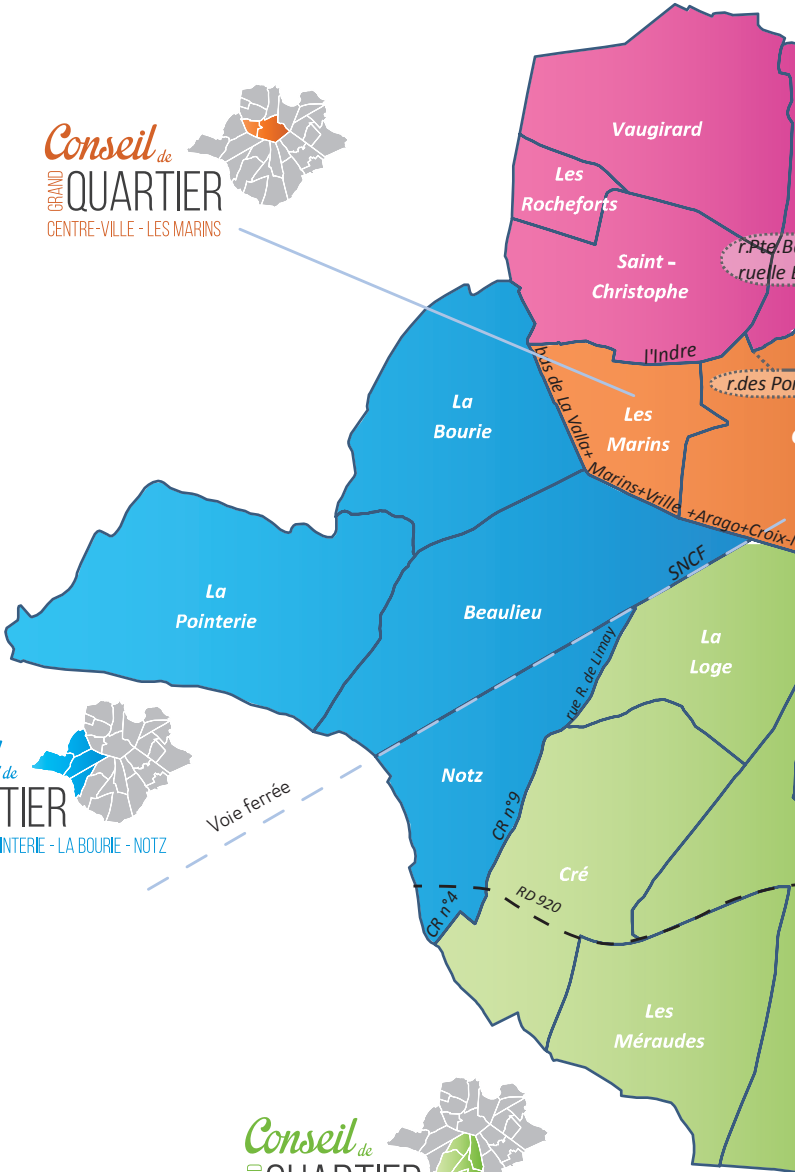 Conseil de
GRAND QUARTIER
CENTRE-VILLE - LES MARINS
Vaugirard
Les
Rocheforts
Saint -
Christophe
r.Pte.B
ruelle
l'Indre
r.des Po
bas de La Valla+
Marins+Vrille +Arago+Croix-
Les
Marins
La
Bourie
La
Pointerie
Beaulieu
SNCF
rue R. de Limay
La
Loge
Notz
de
TIER
INTERIE - LA BOURIE - NOTZ
Voie ferrée
CR n°9
CR n°4
RD 920
Cré
Les
Méraudes
Conseil de
QUARTIER